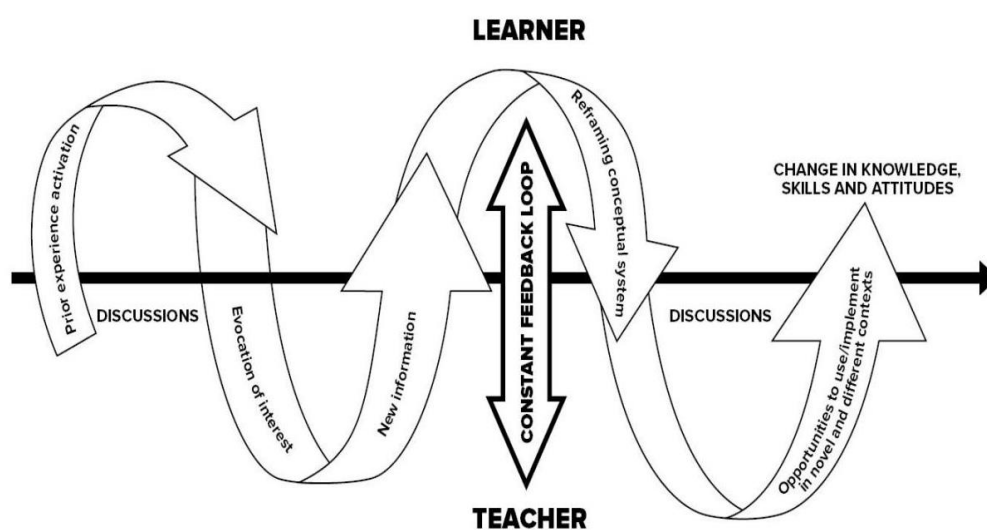 LEARNER
Prior experience activation
DISCUSSIONS
Evocation of interest
New information
CONSTANT FEEDBACK LOOP
Reframing conceptual system
DISCUSSIONS
CHANGE IN KNOWLEDGE,
SKILLS AND ATTITUDES
Opportunities to use/implement
in novel and different contexts
TEACHER